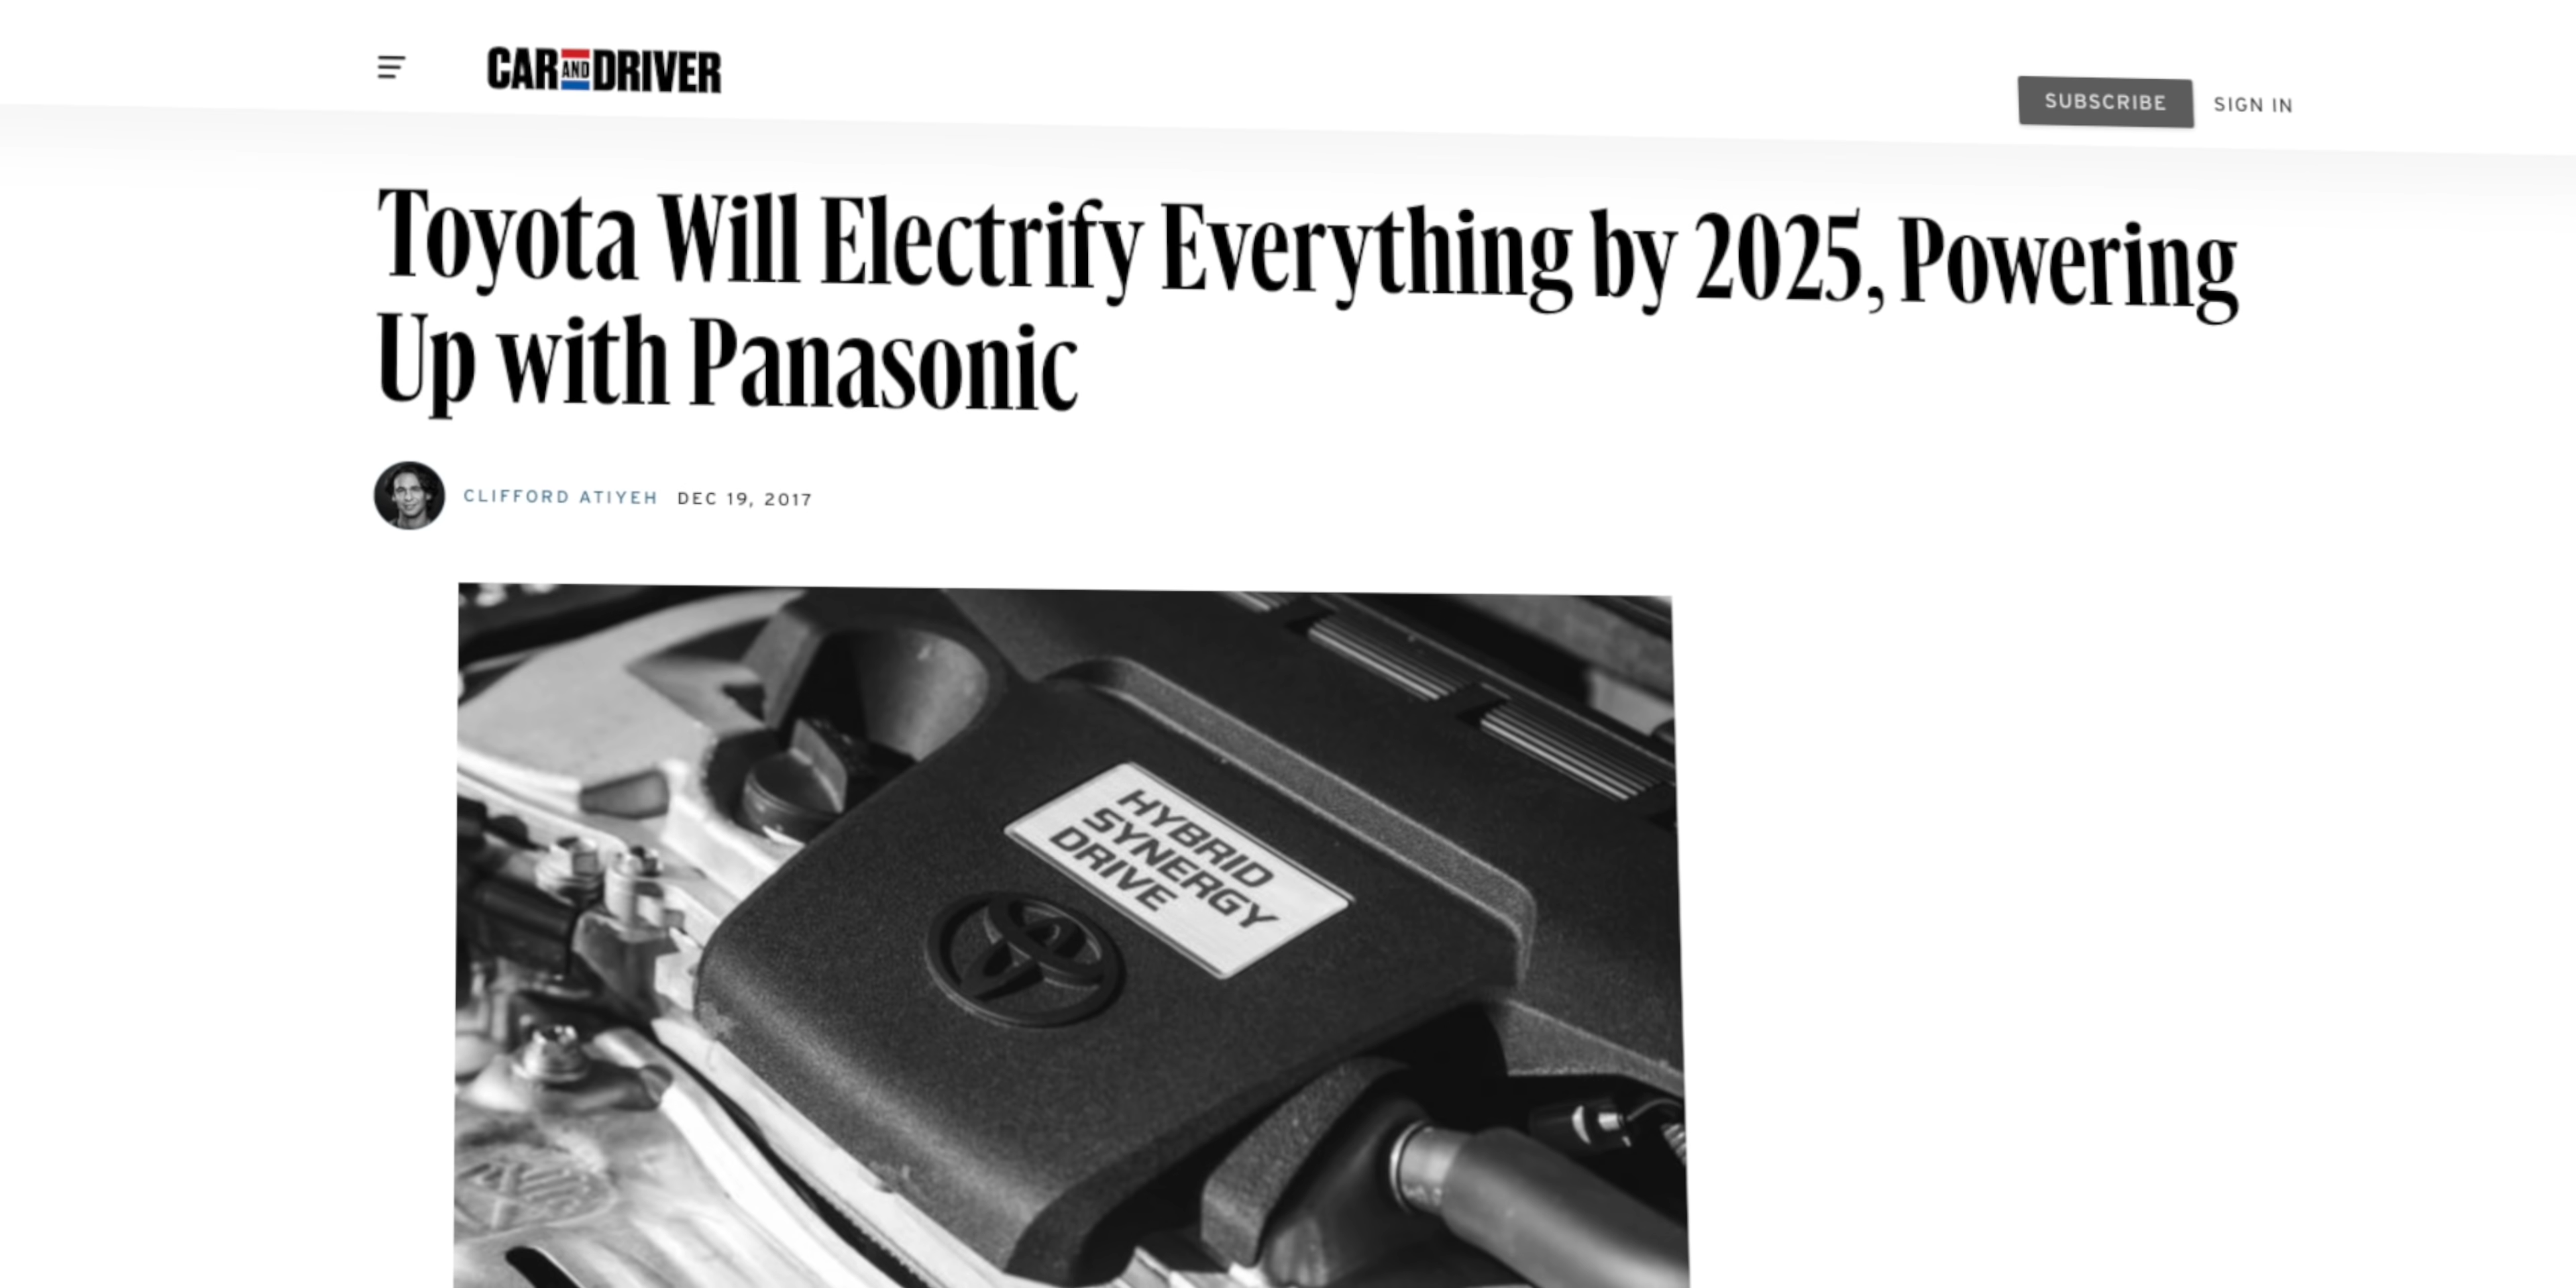 CAR AND DRIVER
SUBSCRIBE SIGN IN
Toyota Will Electrify Everything by 2025, Powering
Up with Panasonic
CLIFFORD ATIYEH DEC 19, 2017
HYBRID
SYNERGY
DRIVE